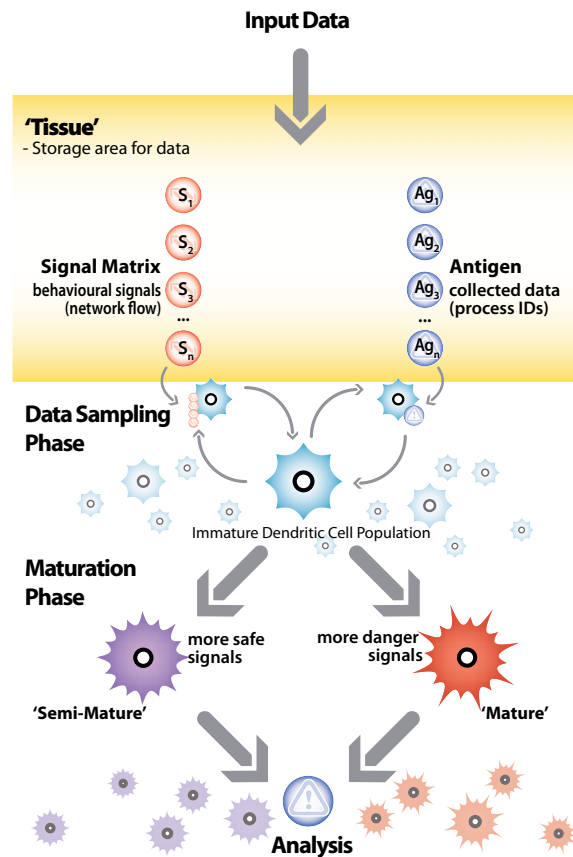 Input Data
'Tissue'
- Storage area for data
S1
S2
S3
...
Sn
Signal Matrix
behavioural signals
(network flow)
Ag1
Ag2
Ag3
...
Agn
Antigen
collected data
(process IDs)
Data Sampling
Phase
Immature Dendritic Cell Population
Maturation
Phase
more safe
signals
more danger
signals
'Semi-Mature'
'Mature'
Analysis